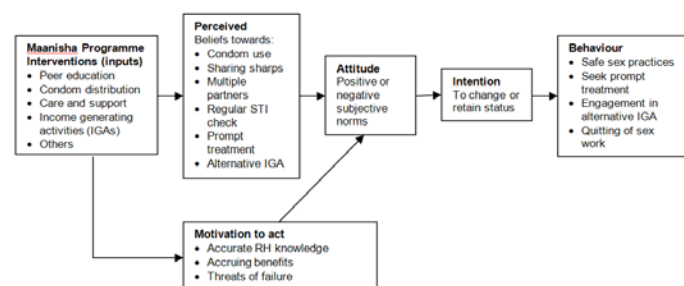 Maanisha Programme
Interventions (inputs)
• Peer education
• Condom distribution
• Care and support
• Income generating
activities (IGAs)
• Others
Perceived
Beliefs towards:
• Condom use
• Sharing sharps
• Multiple
partners
• Regular STI
check
• Prompt
treatment
• Alternative IGA
Attitude
Positive or
negative
subjective
norms
Intention
To change or
retain status
Behaviour
• Safe sex practices
• Seek prompt
treatment
• Engagement in
alternative IGA
• Quitting of sex
work
Motivation to act
• Accurate RH knowledge
• Accruing benefits
• Threats of failure